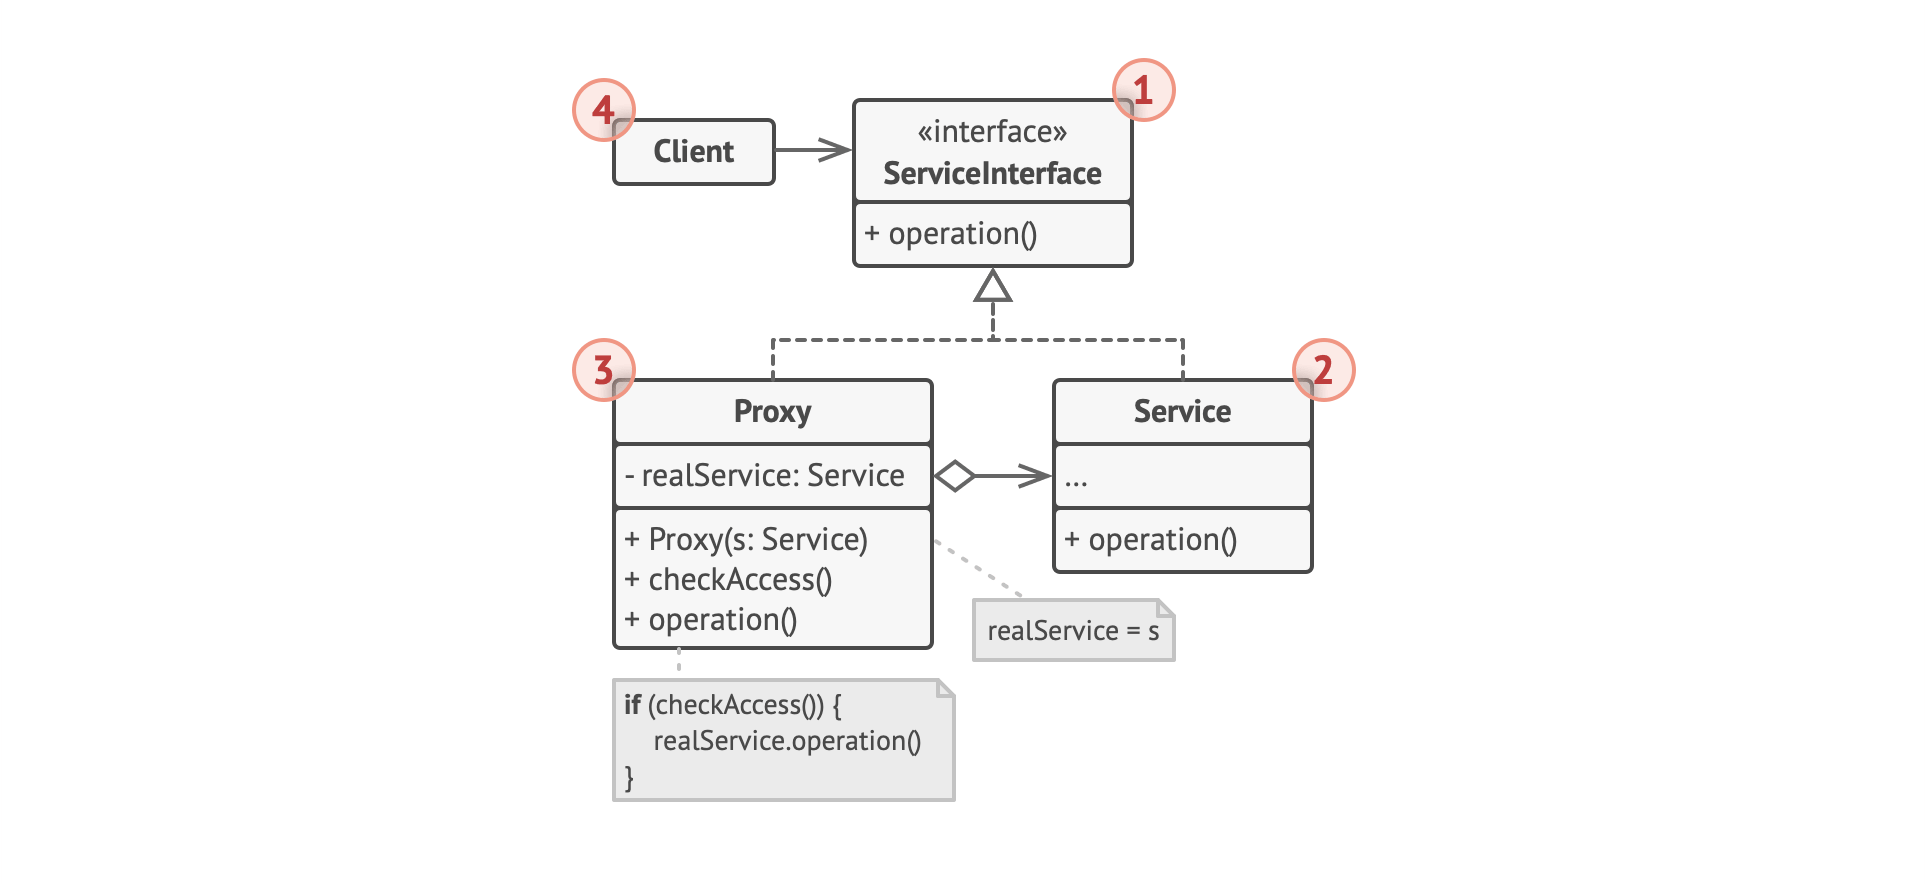 4
Client
1
«interface»
ServiceInterface
+ operation()
3
Proxy
- realService: Service
+ Proxy(s: Service)
+ checkAccess()
+ operation()
2
Service
...
+ operation()
realService = s
if (checkAccess()) {
realService.operation()
}